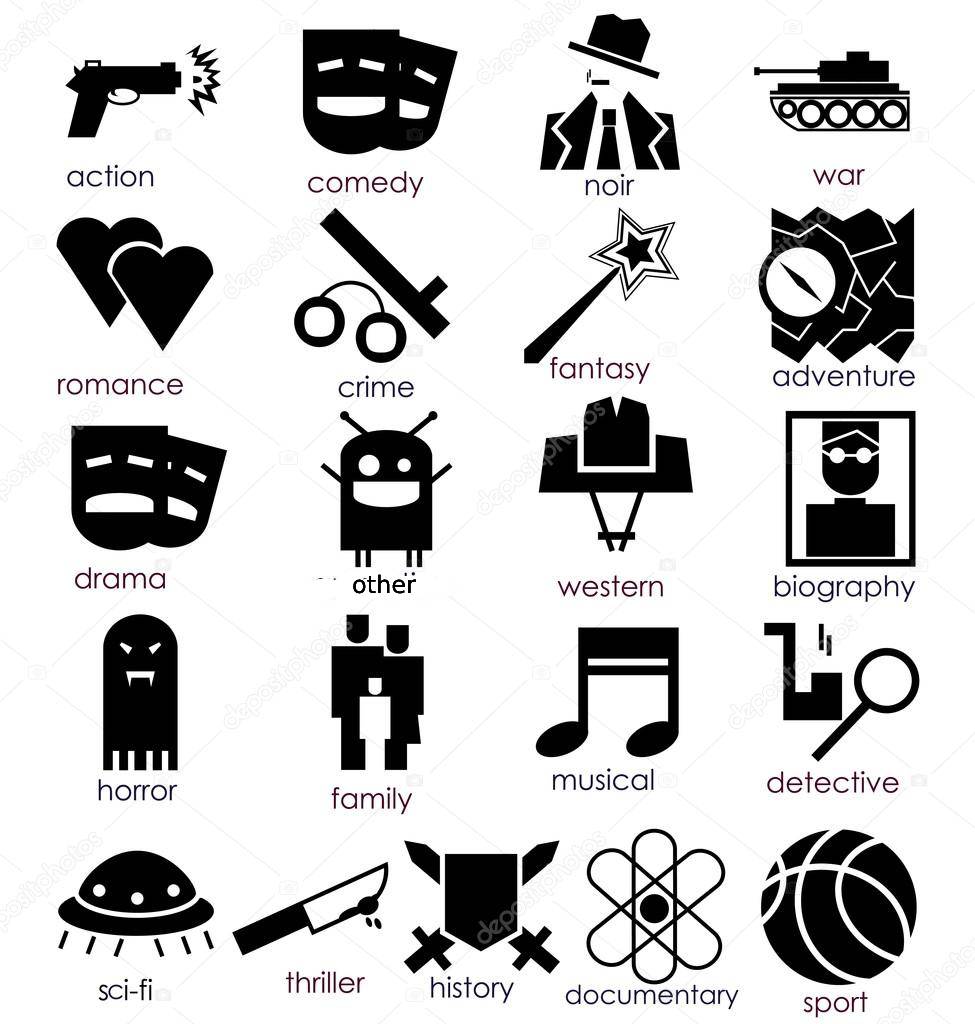 action
comedy
noir
war
romance
crime
fantasy
adventure
drama
other
western
biography
horror
family
musical
detective
sci-fi
thriller
history
documentary
sport
depositphotos